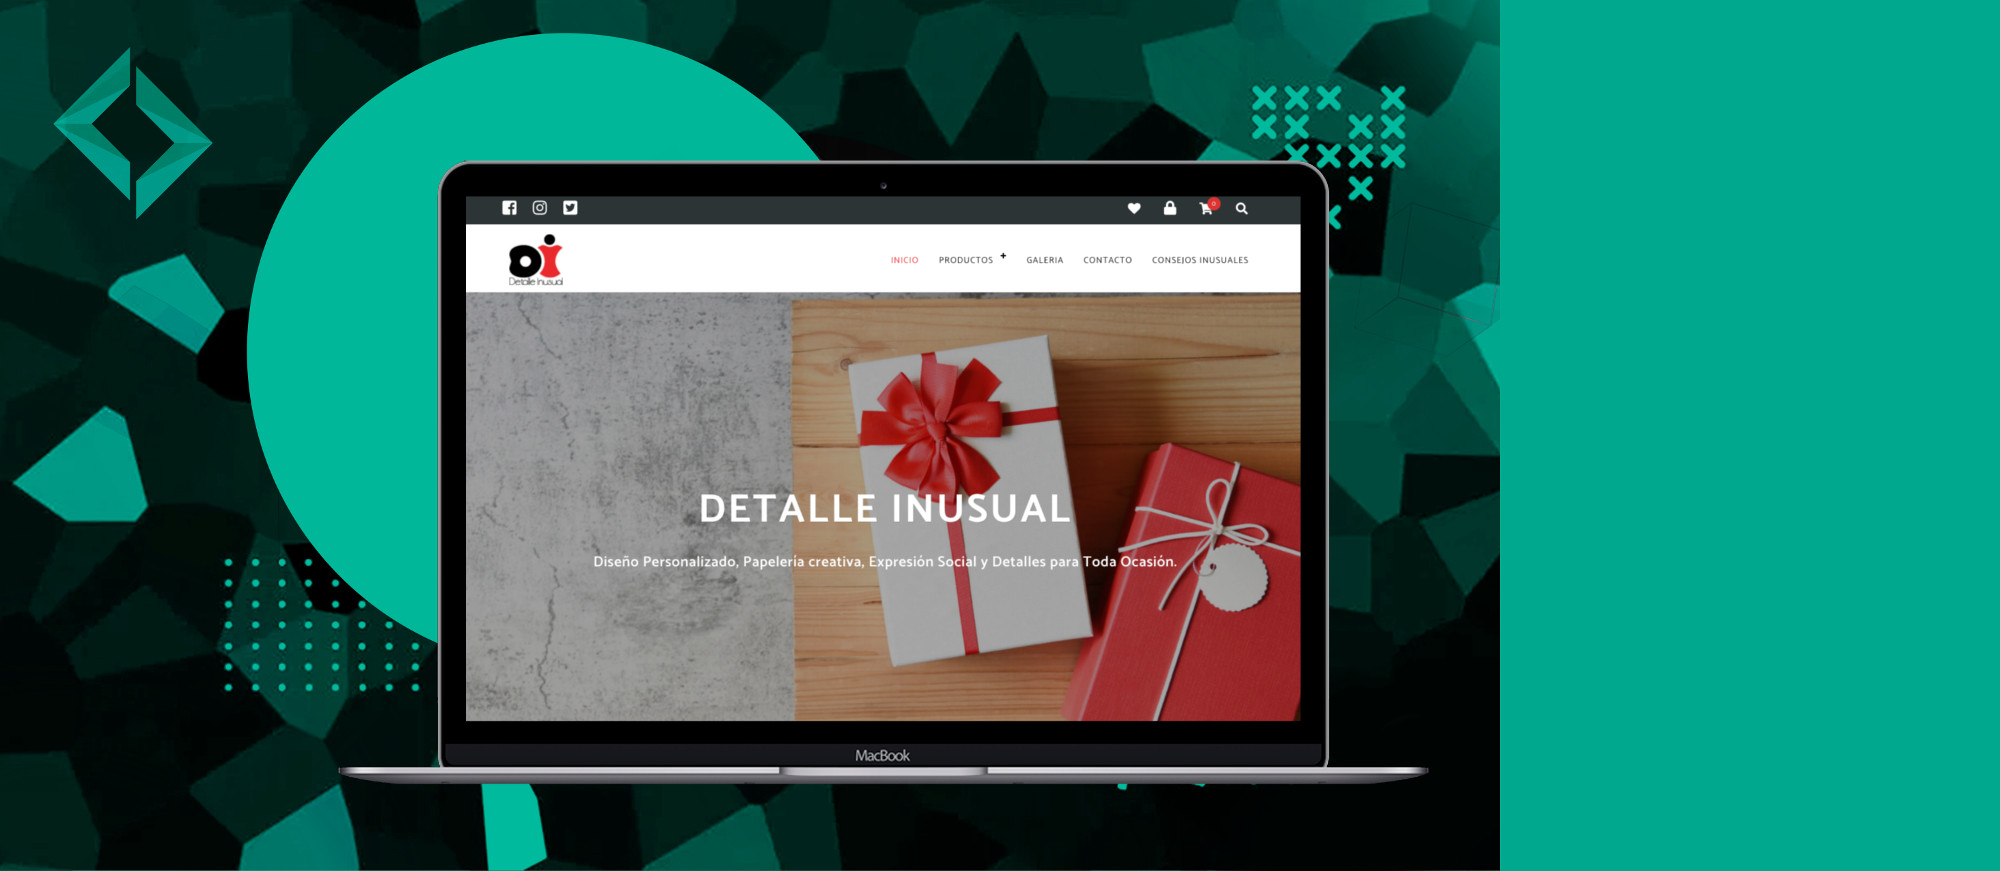 0
Detalle Inusual
INICIO PRODUCTOS + GALERIA CONTACTO CONSEJOS INUSUALES
DETALLE INUSUAL
Diseño Personalizado, Papelería creativa, Expresión Social y Detalles para Toda Ocasión.
MacBook